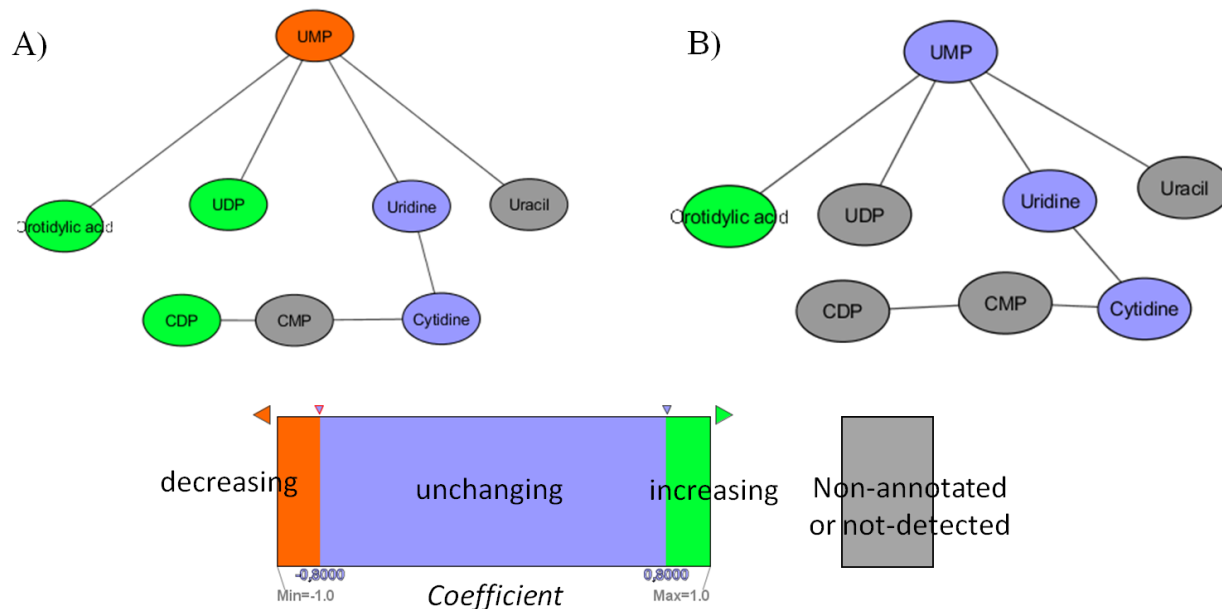 A)
UMP
Orotidylic acid
UDP
Uridine
Uracil
CDP
CMP
Cytidine
B)
UMP
Orotidylic acid
UDP
Uridine
Uracil
CDP
CMP
Cytidine
decreasing
unchanging
increasing
Non-annotated
or not-detected
-0,8000
0,8000
Min=-1.0
Coefficient
Max=1.0